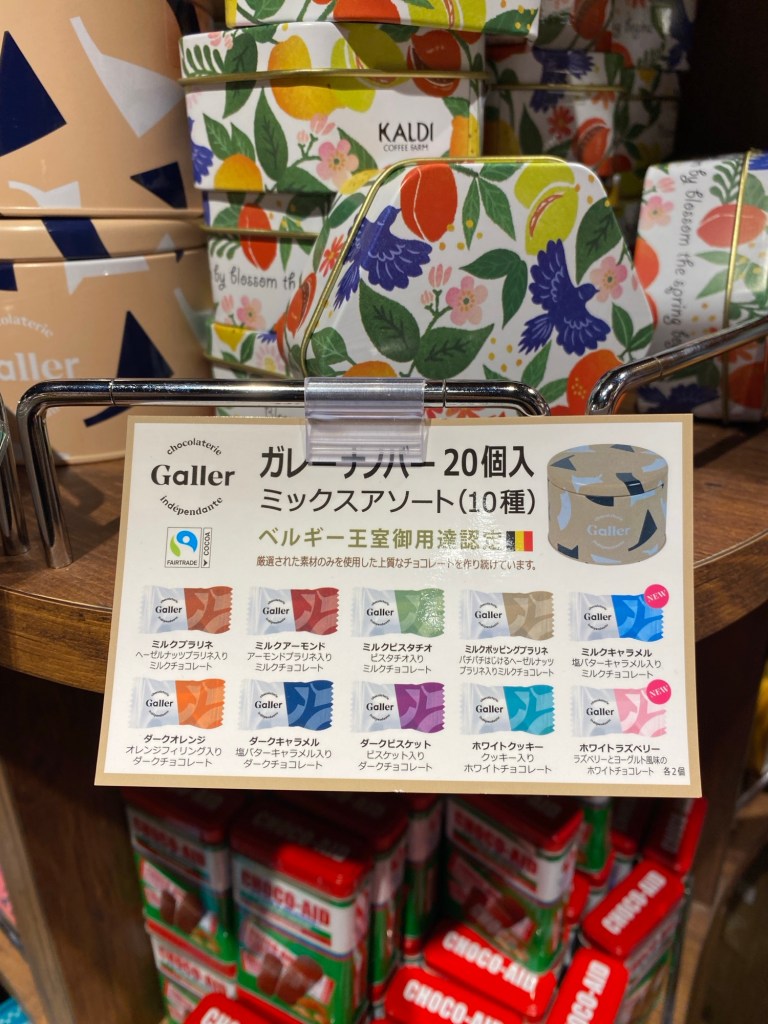 KALDI
COFFEE FARM
by blossom th
by blossom the spring
chocolaterie
Galler
chocolaterie
Galler
indépendante
ガレーナノバー 20個入
ミックスアソート(10種)
ベルギー王室御用達認定
厳選された素材のみを使用した上質なチョコレートを作り続けています。
FAIRTRADE
COCOA
Galler
Galler
Galler
Galler
Galler
Galler
NEW
ミルクプラリネ
ヘーゼルナッツプラリネ入り
ミルクチョコレート
ミルクアーモンド
アーモンドプラリネ入り
ミルクチョコレート
ミルクピスタチオ
ピスタチオ入り
ミルクチョコレート
ミルクポッピングプラリネ
パチパチはじけるヘーゼルナッツ
プラリネ入りミルクチョコレート
ミルクキャラメル
塩バターキャラメル入り
ミルクチョコレート
Galler
Galler
Galler
Galler
Galler
NEW
ダークオレンジ
オレンジフィリング入り
ダークチョコレート
ダークキャラメル
塩バターキャラメル入り
ダークチョコレート
ダークビスケット
ビスケット入り
ダークチョコレート
ホワイトクッキー
クッキー入り
ホワイトチョコレート
ホワイトラズベリー
ラズベリーとヨーグルト風味の
ホワイトチョコレート 各2個
CHOCO-AID
CHOCO-AID
CHOCO-AID
CHOCO-AID
CHOCO-AID
CHOCO-AID